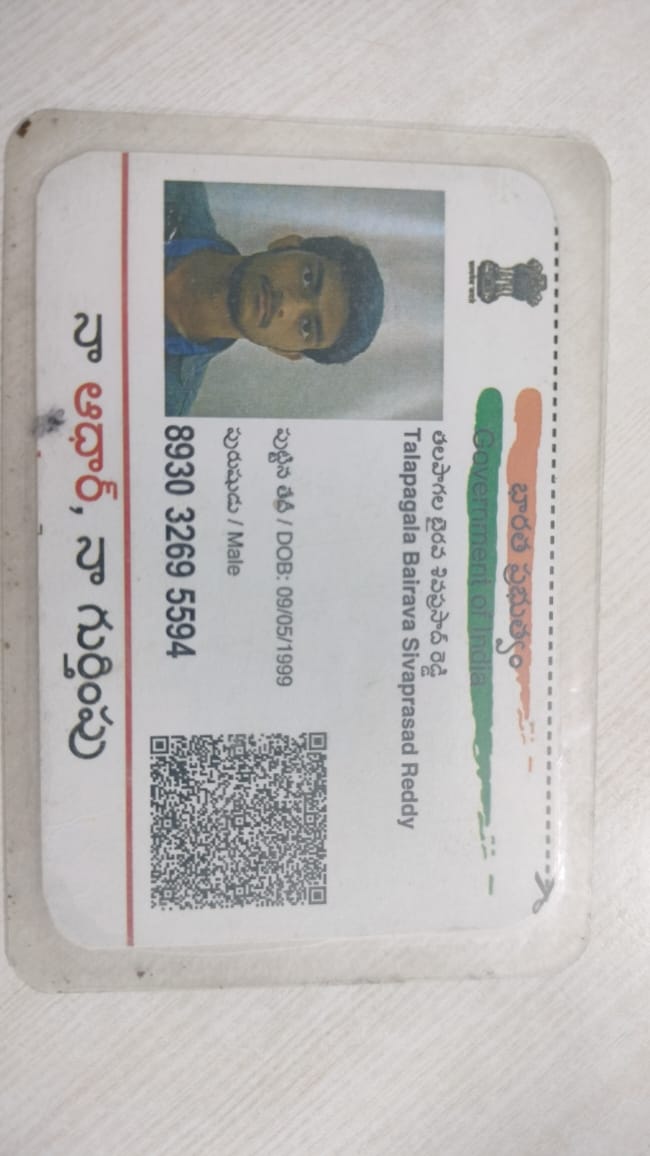 భారత ప్రభుత్వం
Government of India
తలపాగల భైరవ శివప్రసాద్ రెడ్డి
Talapagala Bairava Sivaprasad Reddy
పుట్టిన తేదీ / DOB: 09/05/1999
పురుషుడు / Male
8930 3269 5594
నా ఆధార్, నా గుర్తింపు